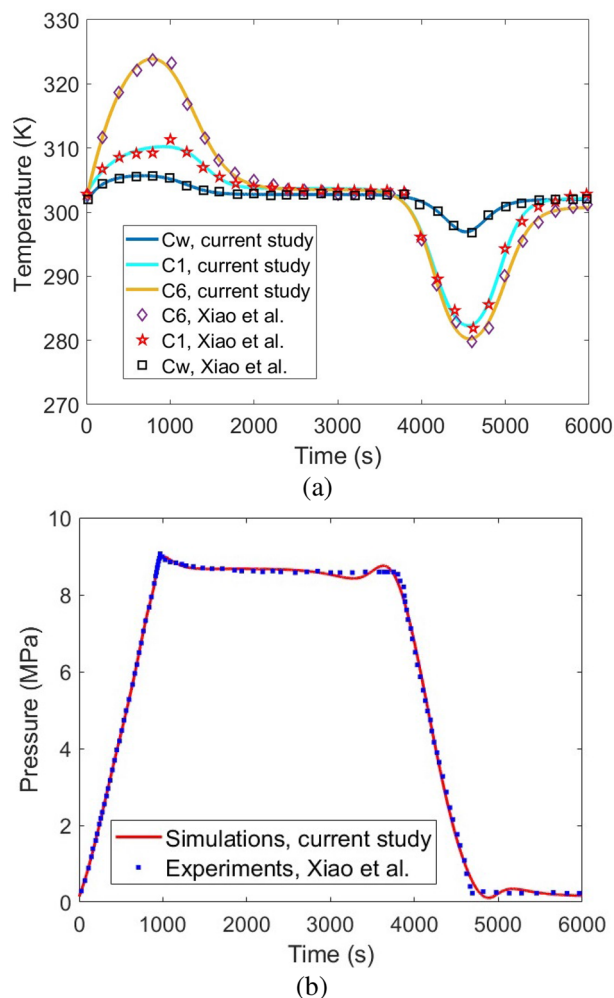 330
320
310
300
290
280
270
Temperature (K)
Cw, current study
C1, current study
C6, current study
C6, Xiao et al.
C1, Xiao et al.
Cw, Xiao et al.
0 1000 2000 3000 4000 5000 6000
Time (s)
(a)
10
8
6
4
2
0
Pressure (MPa)
Simulations, current study
Experiments, Xiao et al.
0 1000 2000 3000 4000 5000 6000
Time (s)
(b)